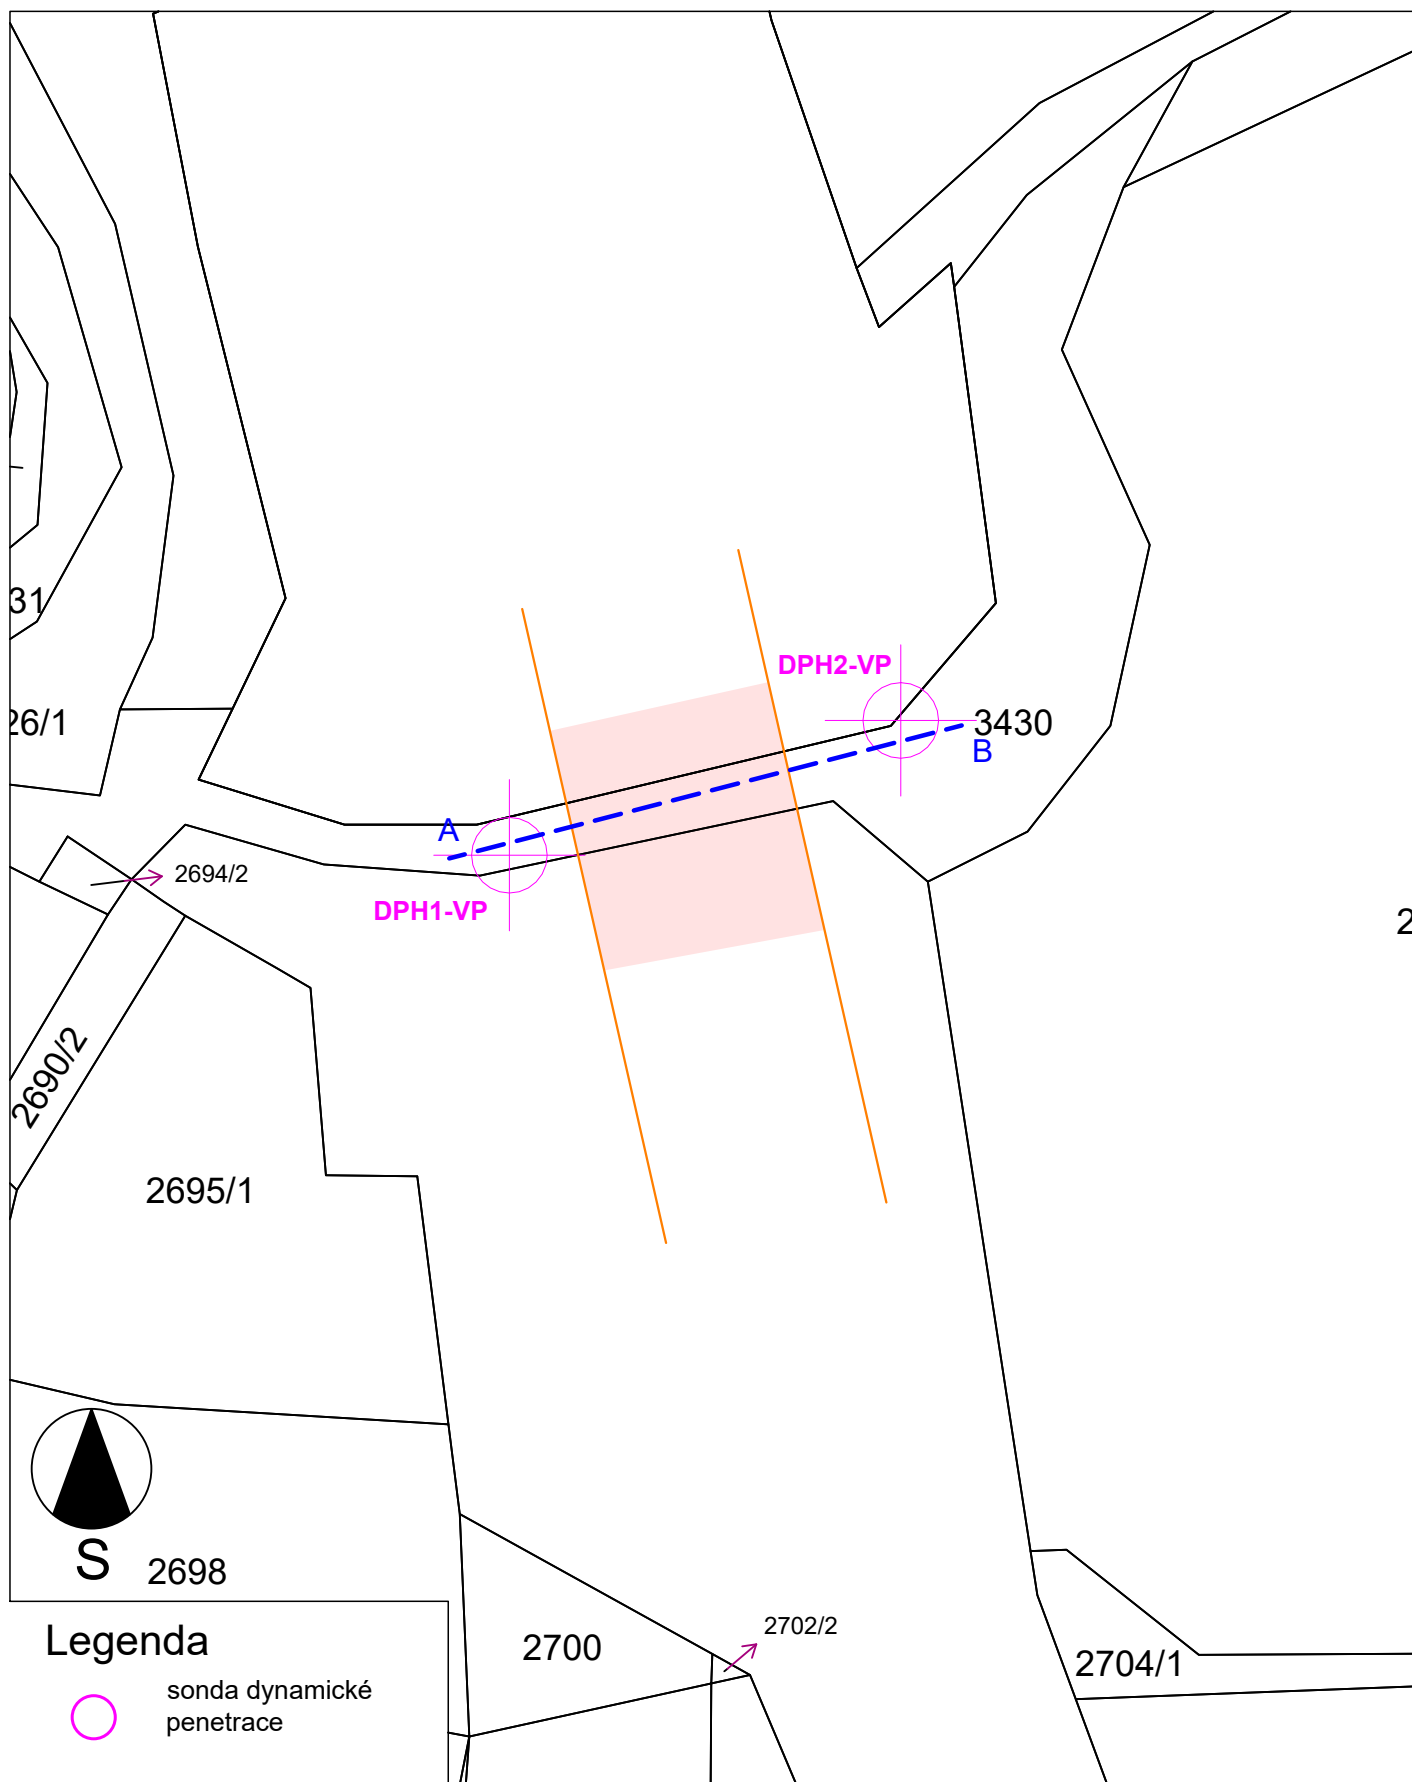 31
DPH2-VP
26/1
3430
B
A
2694/2
DPH1-VP
2
2690/2
2695/1
S
2698
Legenda
2702/2
2700
2704/1
sonda dynamické
penetrace